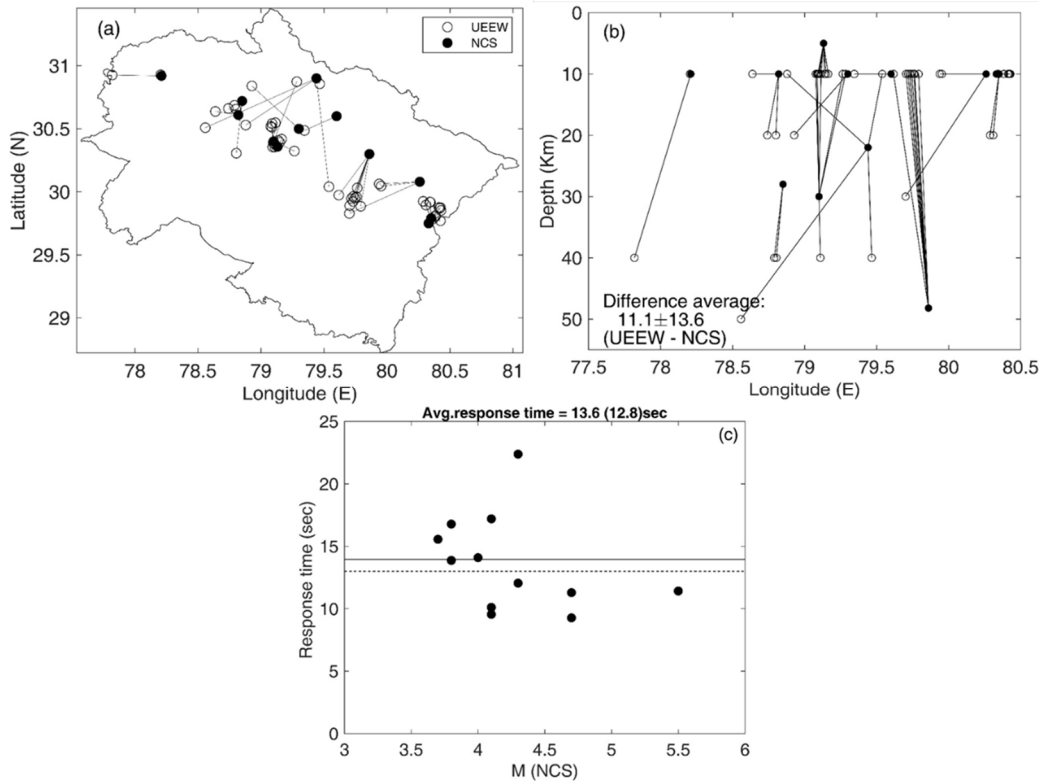 (a)
UEEW
NCS
31
30.5
30
29.5
29
Latitude (N)
78
78.5
79
79.5
80
80.5
81
Longitude (E)
(b)
0
10
20
30
40
50
Depth (Km)
Difference average:
11.1±13.6
(UEEW - NCS)
77.5
78
78.5
79
79.5
80
80.5
Longitude (E)
Avg.response time = 13.6 (12.8)sec
(c)
25
20
15
10
5
0
Response time (sec)
3
3.5
4
4.5
5
5.5
6
M (NCS)